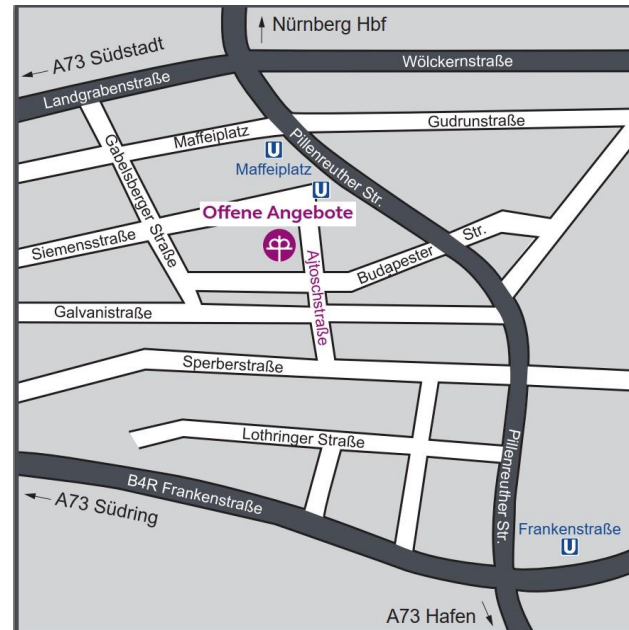 Nürnberg Hbf
A73 Südstadt
Wölckernstraße
Landgrabenstraße
Gudrunstraße
Maffeiplatz
Pillenreuther Str.
Gabelsberger Straße
U
Maffeiplatz
U
Offene Angebote
Siemensstraße
Budapester Str.
Ajtoschstraße
Galvanistraße
Sperberstraße
Lothringer Straße
Pillenreuther Str.
B4R Frankenstraße
A73 Südring
Frankenstraße
U
A73 Hafen